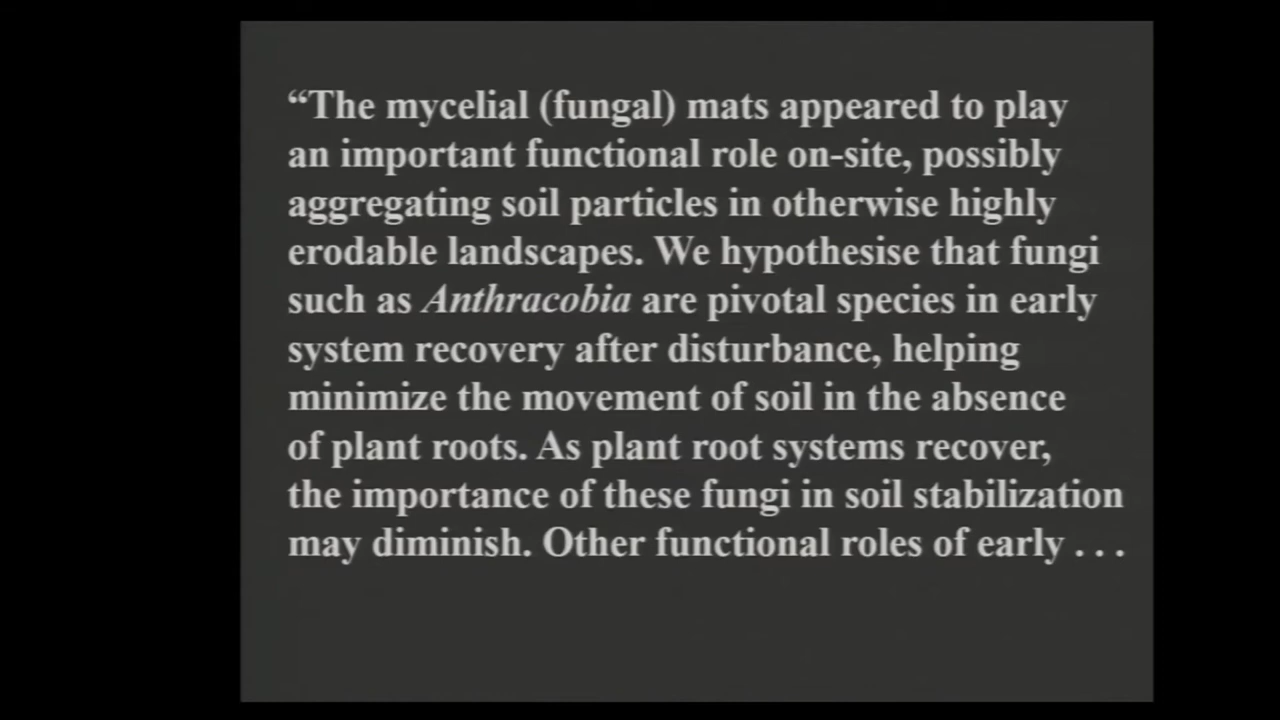 “The mycelial (fungal) mats appeared to play
an important functional role on-site, possibly
aggregating soil particles in otherwise highly
erodable landscapes. We hypothesise that fungi
such as Anthracobia are pivotal species in early
system recovery after disturbance, helping
minimize the movement of soil in the absence
of plant roots. As plant root systems recover,
the importance of these fungi in soil stabilization
may diminish. Other functional roles of early . . .